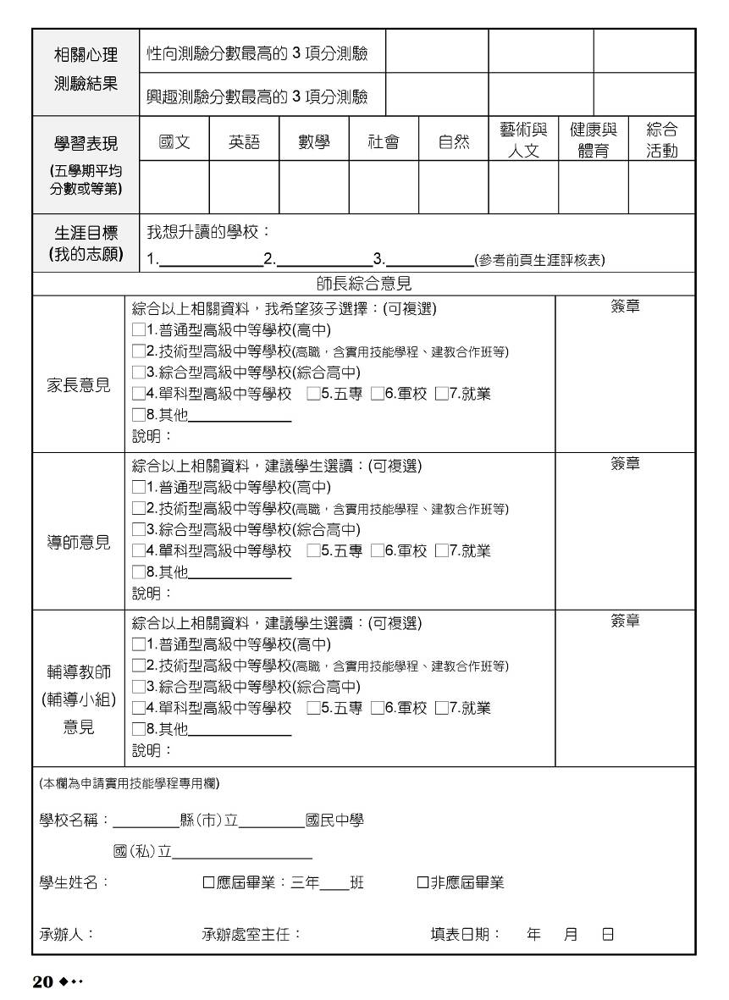 相關心理
測驗結果
性向測驗分數最高的 3 項分測驗
興趣測驗分數最高的 3 項分測驗
學習表現
(五學期平均
分數或等第)
國文 英語 數學 社會 自然 藝術與人文 健康與體育 綜合活動
生涯目標
(我的志願)
我想升讀的學校：
1.____________2.____________3.___________(參考前頁生涯評核表)
師長綜合意見
家長意見
綜合以上相關資料，我希望孩子選擇：(可複選)
□1.普通型高級中等學校(高中)
□2.技術型高級中等學校(高職，含實用技能學程、建教合作班等)
□3.綜合型高級中等學校(綜合高中)
□4.單科型高級中等學校 □5.五專 □6.軍校 □7.就業
□8.其他____________
說明：
簽章
導師意見
綜合以上相關資料，建議學生選讀：(可複選)
□1.普通型高級中等學校(高中)
□2.技術型高級中等學校(高職，含實用技能學程、建教合作班等)
□3.綜合型高級中等學校(綜合高中)
□4.單科型高級中等學校 □5.五專 □6.軍校 □7.就業
□8.其他____________
說明：
簽章
輔導教師
(輔導小組)
意見
綜合以上相關資料，建議學生選讀：(可複選)
□1.普通型高級中等學校(高中)
□2.技術型高級中等學校(高職，含實用技能學程、建教合作班等)
□3.綜合型高級中等學校(綜合高中)
□4.單科型高級中等學校 □5.五專 □6.軍校 □7.就業
□8.其他____________
說明：
簽章
(本欄為申請實用技能學程專用欄)
學校名稱：________縣(市)立________國民中學
國(私)立________________
學生姓名： □應屆畢業：三年____班 □非應屆畢業
承辦人： 承辦處室主任： 填表日期： 年 月 日
20